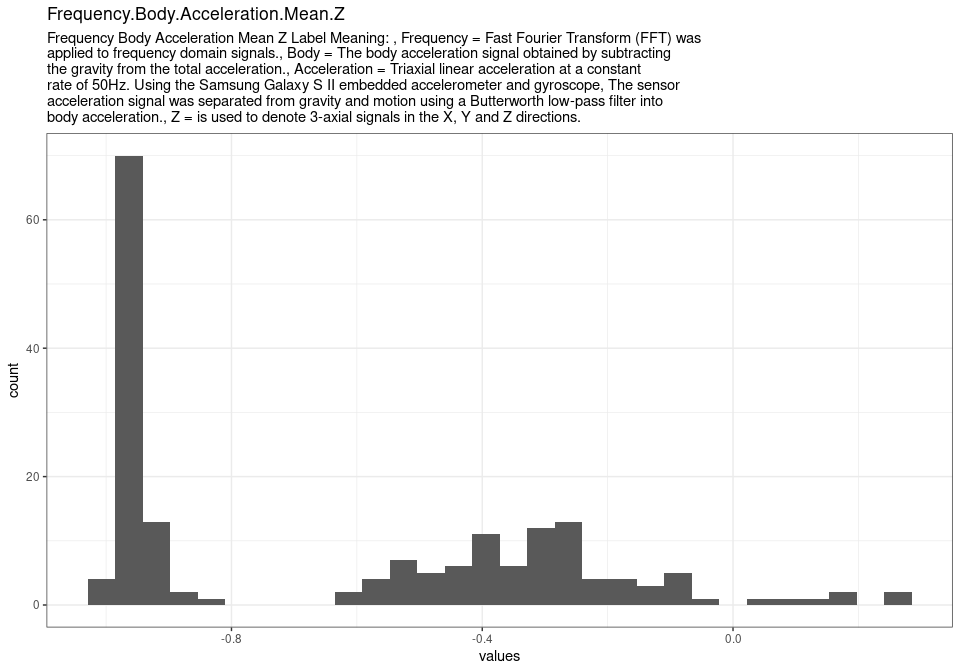 Frequency.Body.Acceleration.Mean.Z
Frequency Body Acceleration Mean Z Label Meaning: , Frequency = Fast Fourier Transform (FFT) was
applied to frequency domain signals., Body = The body acceleration signal obtained by subtracting
the gravity from the total acceleration., Acceleration = Triaxial linear acceleration at a constant
rate of 50Hz. Using the Samsung Galaxy S II embedded accelerometer and gyroscope, The sensor
acceleration signal was separated from gravity and motion using a Butterworth low-pass filter into
body acceleration., Z = is used to denote 3-axial signals in the X, Y and Z directions.
60
40
20
0
count
-0.8 -0.4 0.0
values